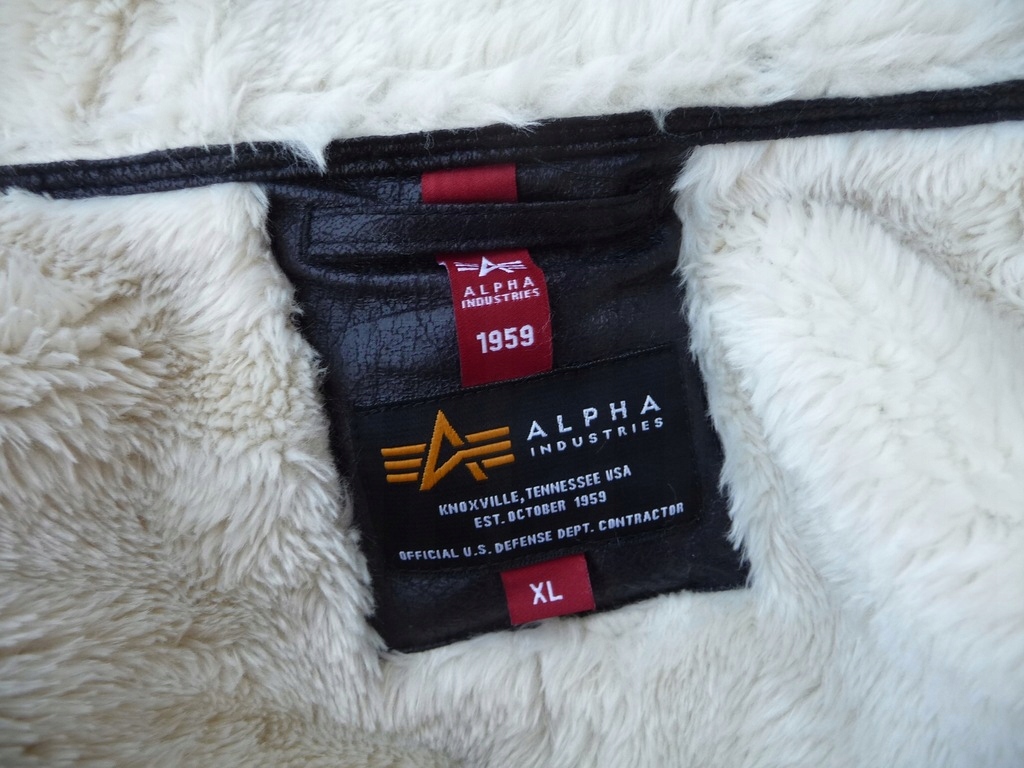 ALPHA
INDUSTRIES
1959
ALPHA
INDUSTRIES
KNOXVILLE, TENNESSEE USA
EST. OCTOBER 1959
OFFICIAL U.S. DEFENSE DEPT. CONTRACTOR
XL